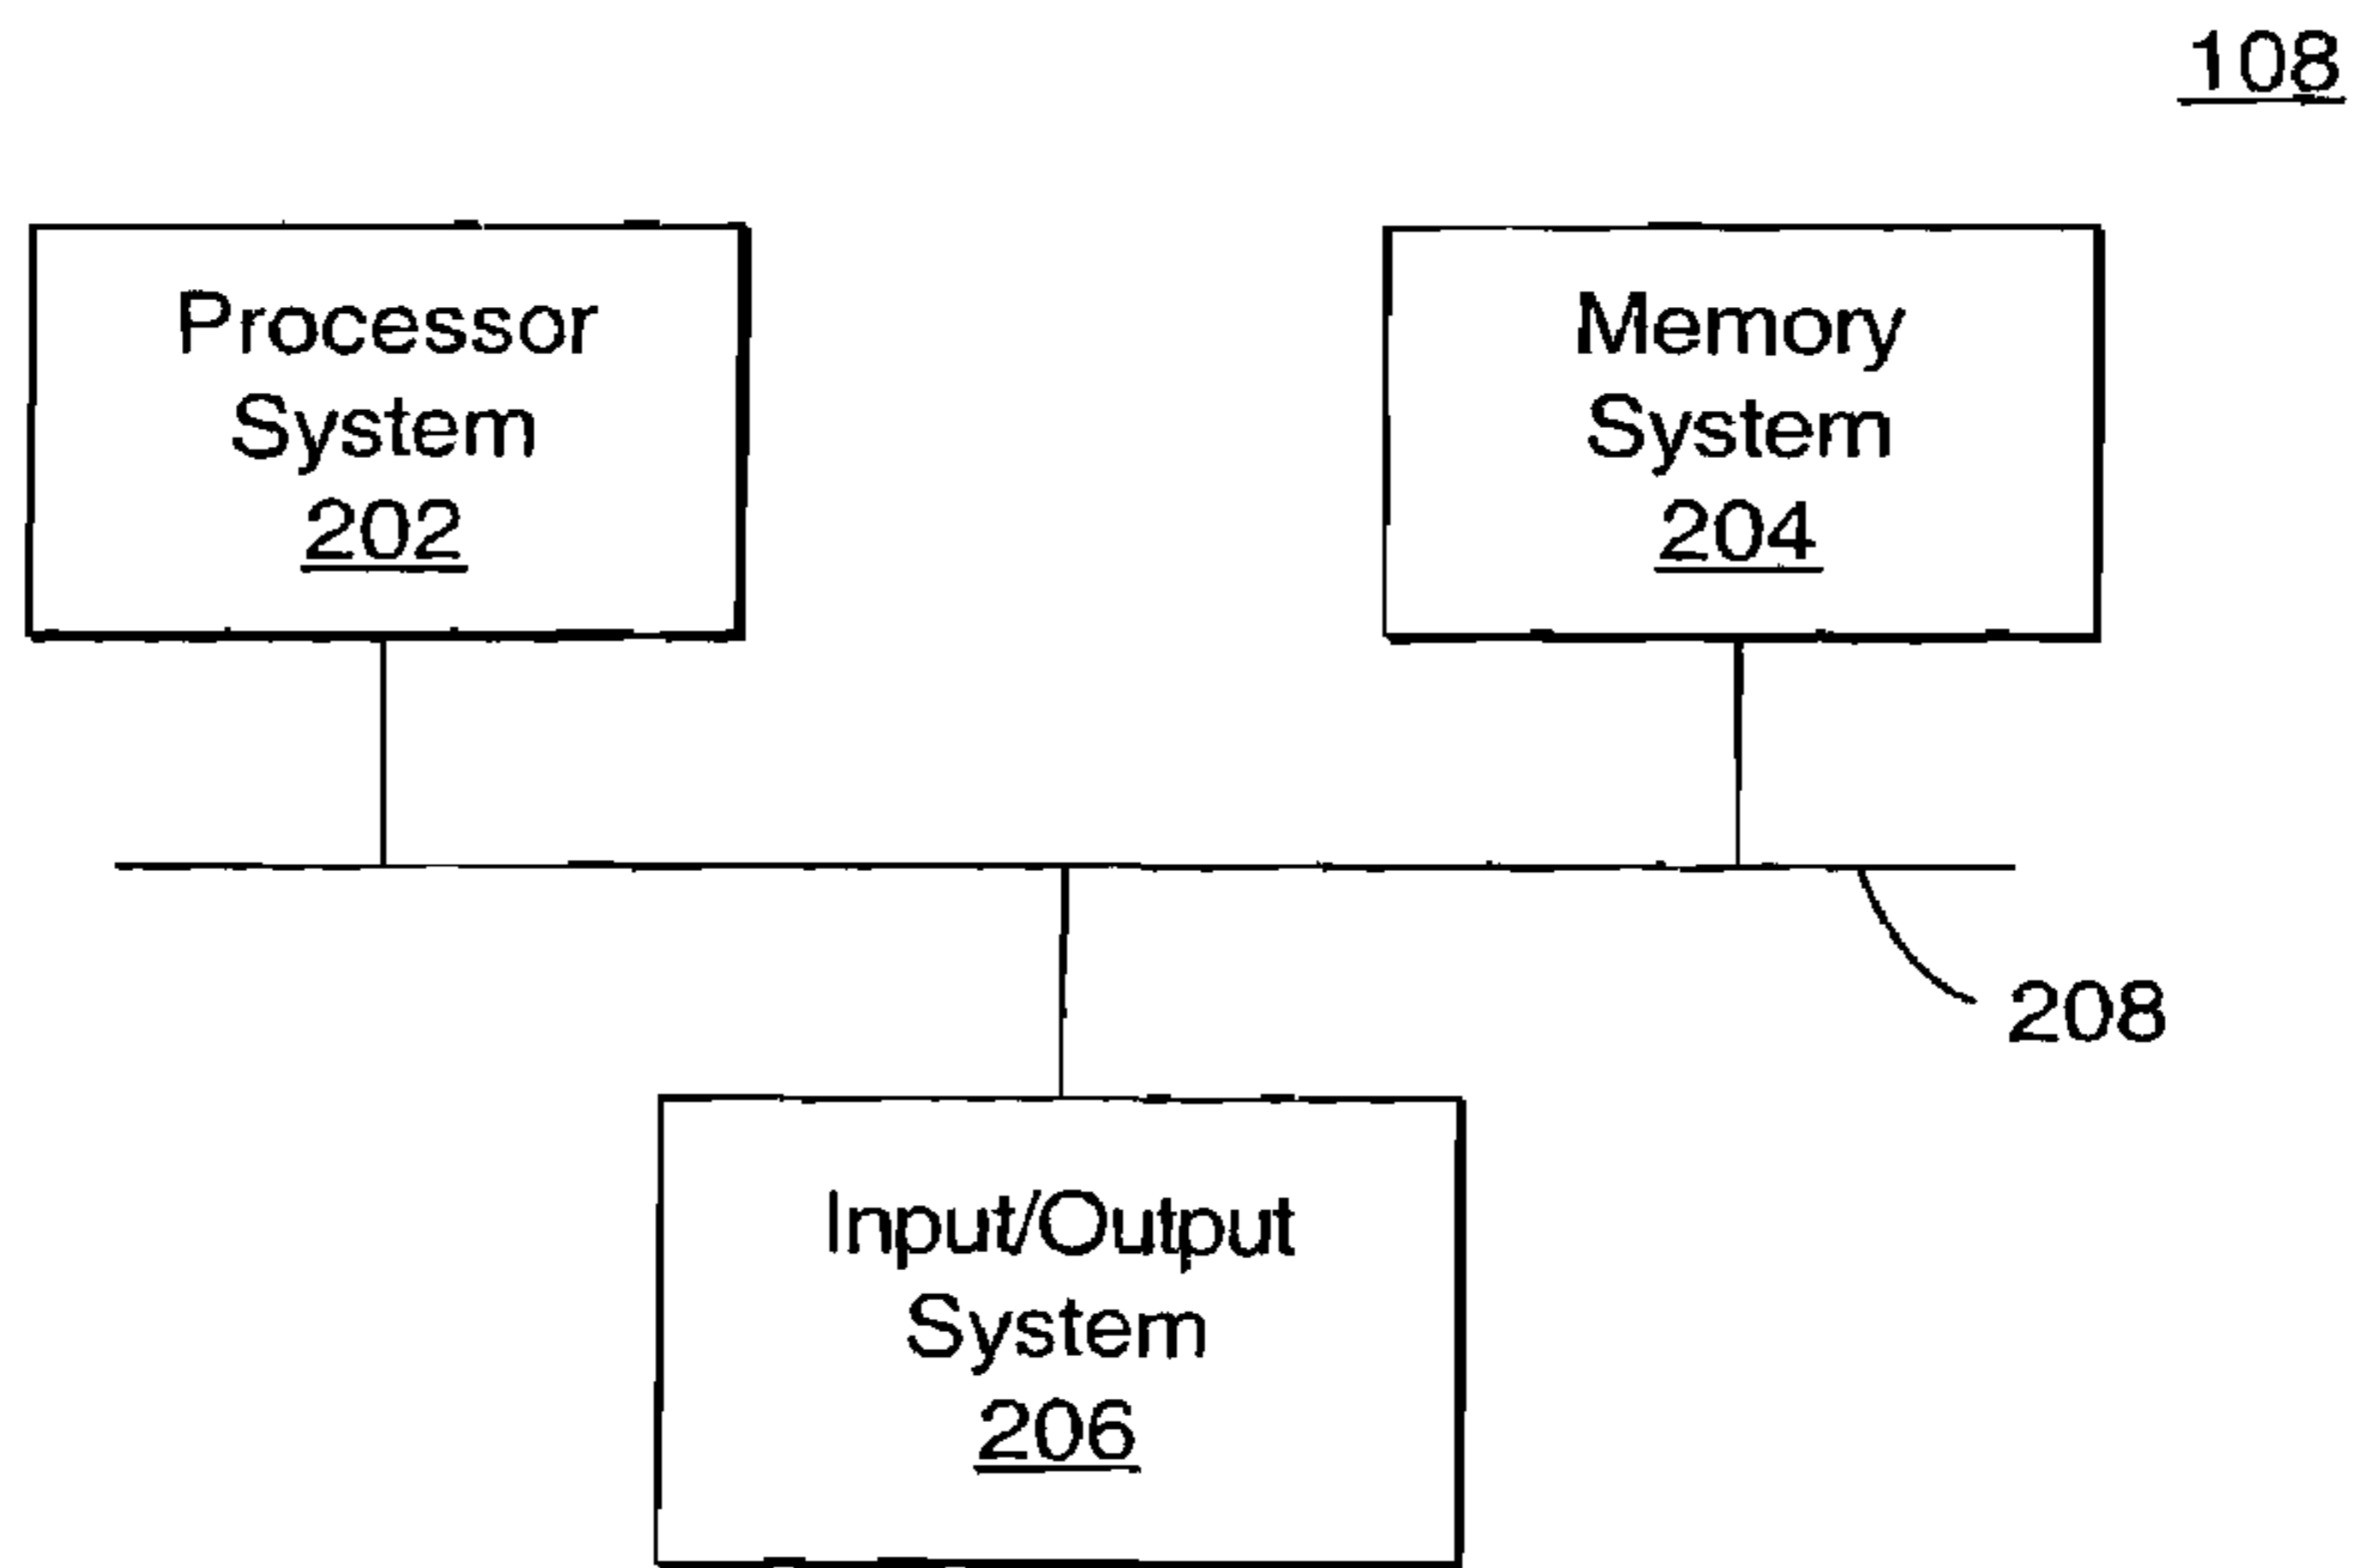 108
Processor
System
202
Memory
System
204
208
Input/Output
System
206